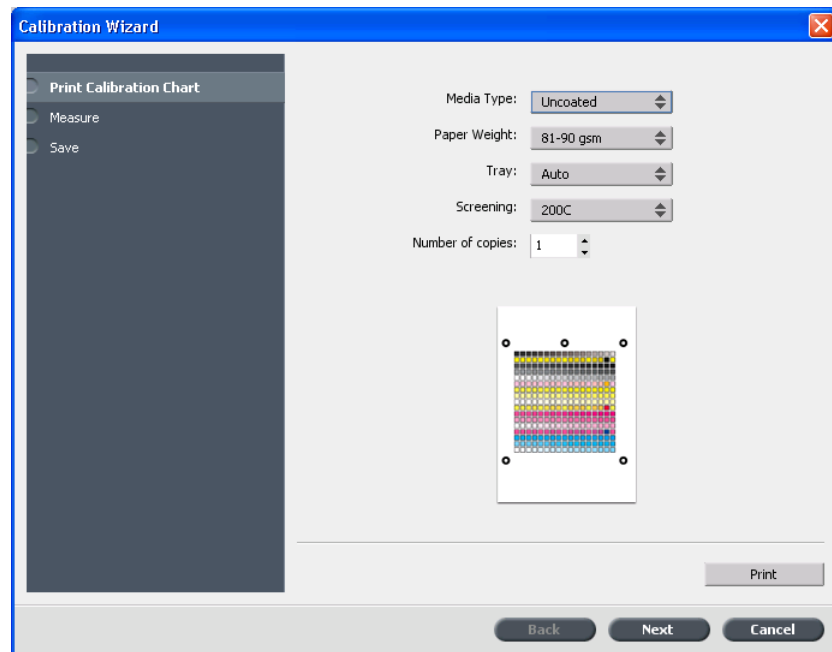 Calibration Wizard
Print Calibration Chart
Measure
Save
Media Type: Uncoated
Paper Weight: 81-90 gsm
Tray: Auto
Screening: 200C
Number of copies: 1
Print
Back Next Cancel